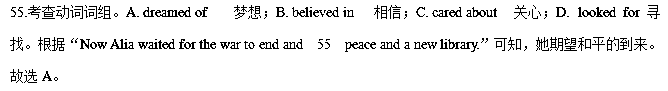 55.考查动词词组。A. dreamed of 梦想；B. believed in 相信；C. cared about 关心；D. looked for 寻
找。根据“Now Alia waited for the war to end and 55 peace and a new library.”可知，她期望和平的到来。
故选 A。